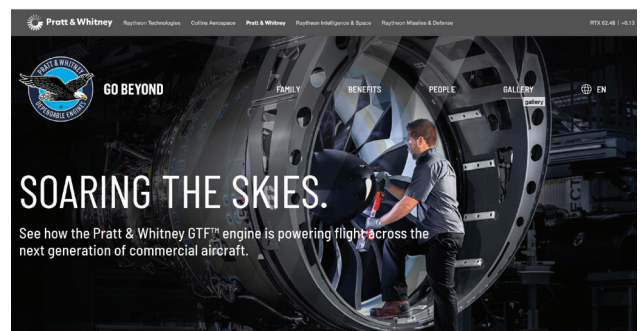 Pratt & Whitney Raytheon Technologies Collins Aerospace Pratt & Whitney Raytheon Intelligence & Space Raytheon Missiles & Defense RTX 62.48 | +0.13
PRATT & WHITNEY
DEPENDABLE ENGINES
GO BEYOND FAMILY BENEFITS PEOPLE GALLERY EN
gallery
SOARING THE SKIES.
See how the Pratt & Whitney GTF™ engine is powering flight across the
next generation of commercial aircraft.